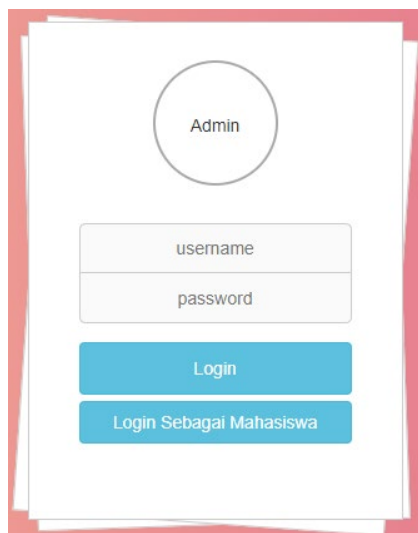 Admin
username
password
Login
Login Sebagai Mahasiswa